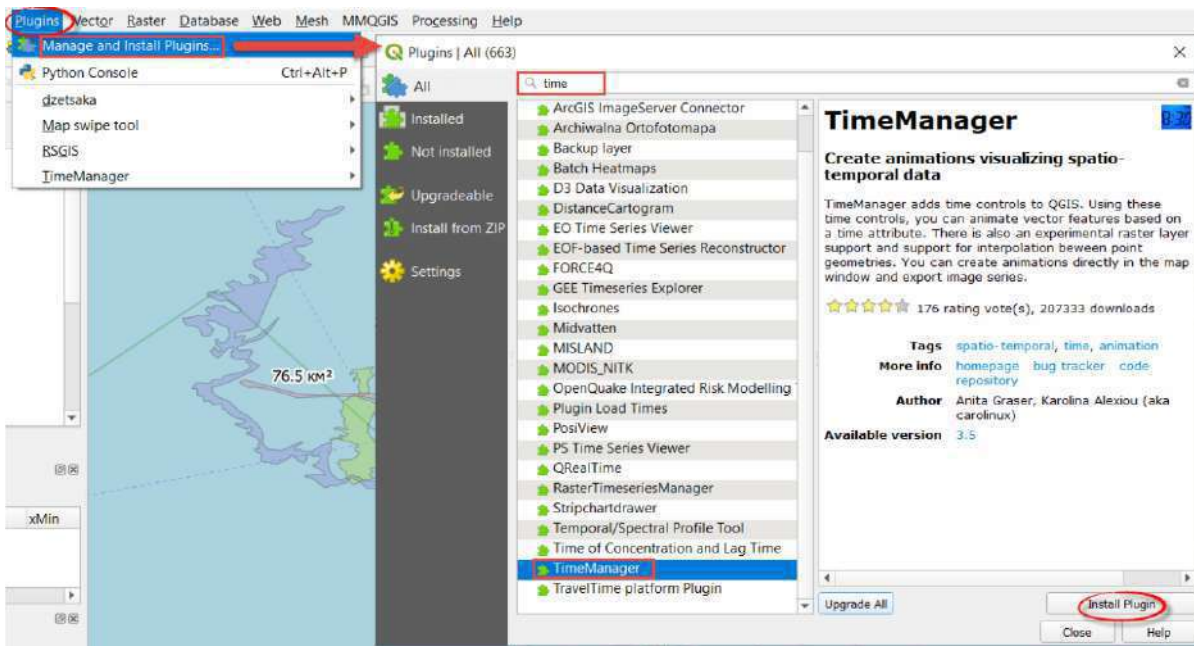 Plugins Vector Raster Database Web Mesh MMQGIS Processing Help
Manage and Install Plugins...
Python Console Ctrl+Alt+P
dzetsaka
Map swipe tool
RSGIS
TimeManager
76.5 км²
xMin
Plugins | All (663)
All
Installed
Not installed
Upgradeable
Install from ZIP
Settings
time
ArcGIS ImageServer Connector
Archiwalna Ortofotomapa
Backup layer
Batch Heatmaps
D3 Data Visualization
DistanceCartogram
EO Time Series Viewer
EOF-based Time Series Reconstructor
FORCE4Q
GEE Timeseries Explorer
Isochrones
Midvatten
MISLAND
MODIS_NITK
OpenQuake Integrated Risk Modelling
Plugin Load Times
PosiView
PS Time Series Viewer
QRealTime
RasterTimeseriesManager
Stripchartdrawer
Temporal/Spectral Profile Tool
Time of Concentration and Lag Time
TimeManager
TravelTime platform Plugin
TimeManager
Create animations visualizing spatio-
temporal data
TimeManager adds time controls to QGIS. Using these
time controls, you can animate vector features based on
a time attribute. There is also an experimental raster layer
support and support for interpolation beween point
geometries. You can create animations directly in the map
window and export image series.
176 rating vote(s), 207333 downloads
Tags spatio-temporal, time, animation
More info homepage bug tracker code
repository
Author Anita Graser, Karolina Alexiou (aka
carolinux)
Available version 3.5
Upgrade All Install Plugin
Close Help